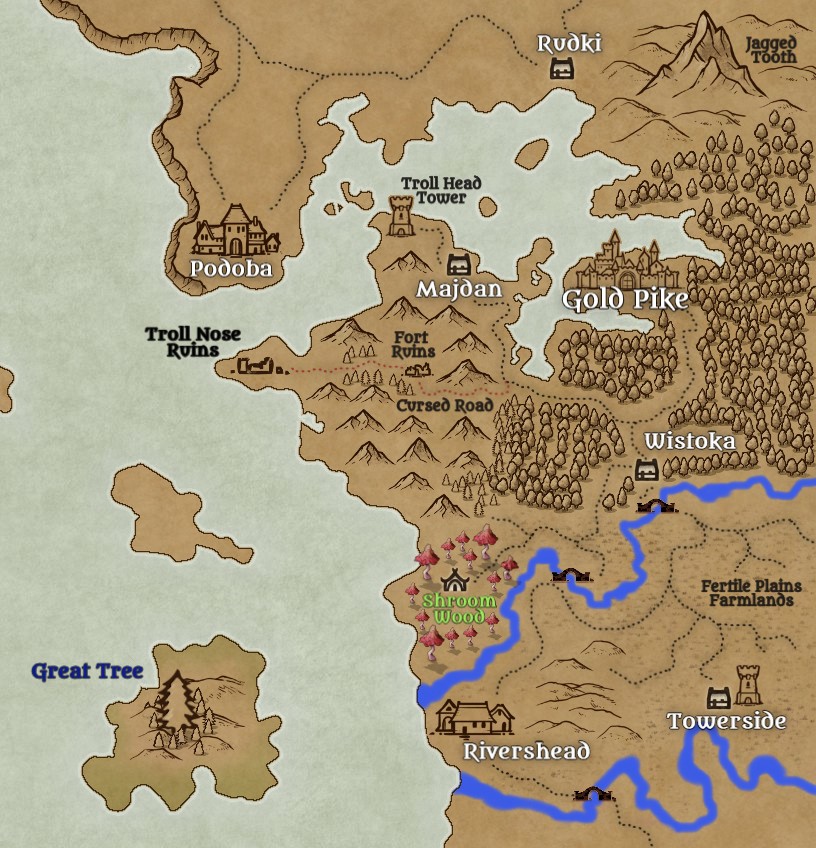 Rudki
Jagged
Tooth
Troll Head
Tower
Podoba
Majdan
Gold Pike
Troll Nose
Ruins
Fort
Ruins
Cursed Road
Wistoka
Fertile Plains
Farmlands
Shroom
Wood
Great Tree
Towerside
Rivershead